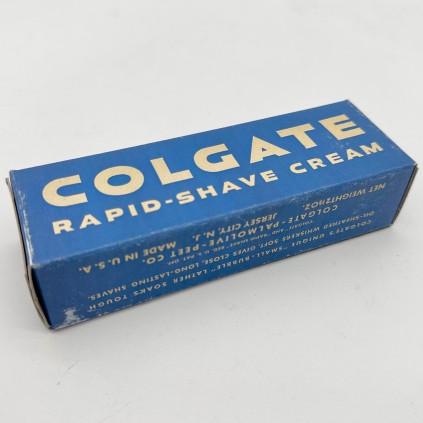 COLGATE
RAPID-SHAVE CREAM
NET WEIGHT
COLGATE-PALMOLIVE-PEET CO.
JERSEY CITY, N. J. MADE IN U.S.A.
COLGATE'S UNIQUE "SMALL-BUBBLE" LATHER SOAKS TOUGH
WHISKERS SOFT, GIVES CLOSE, LONG-LASTING SHAVES.